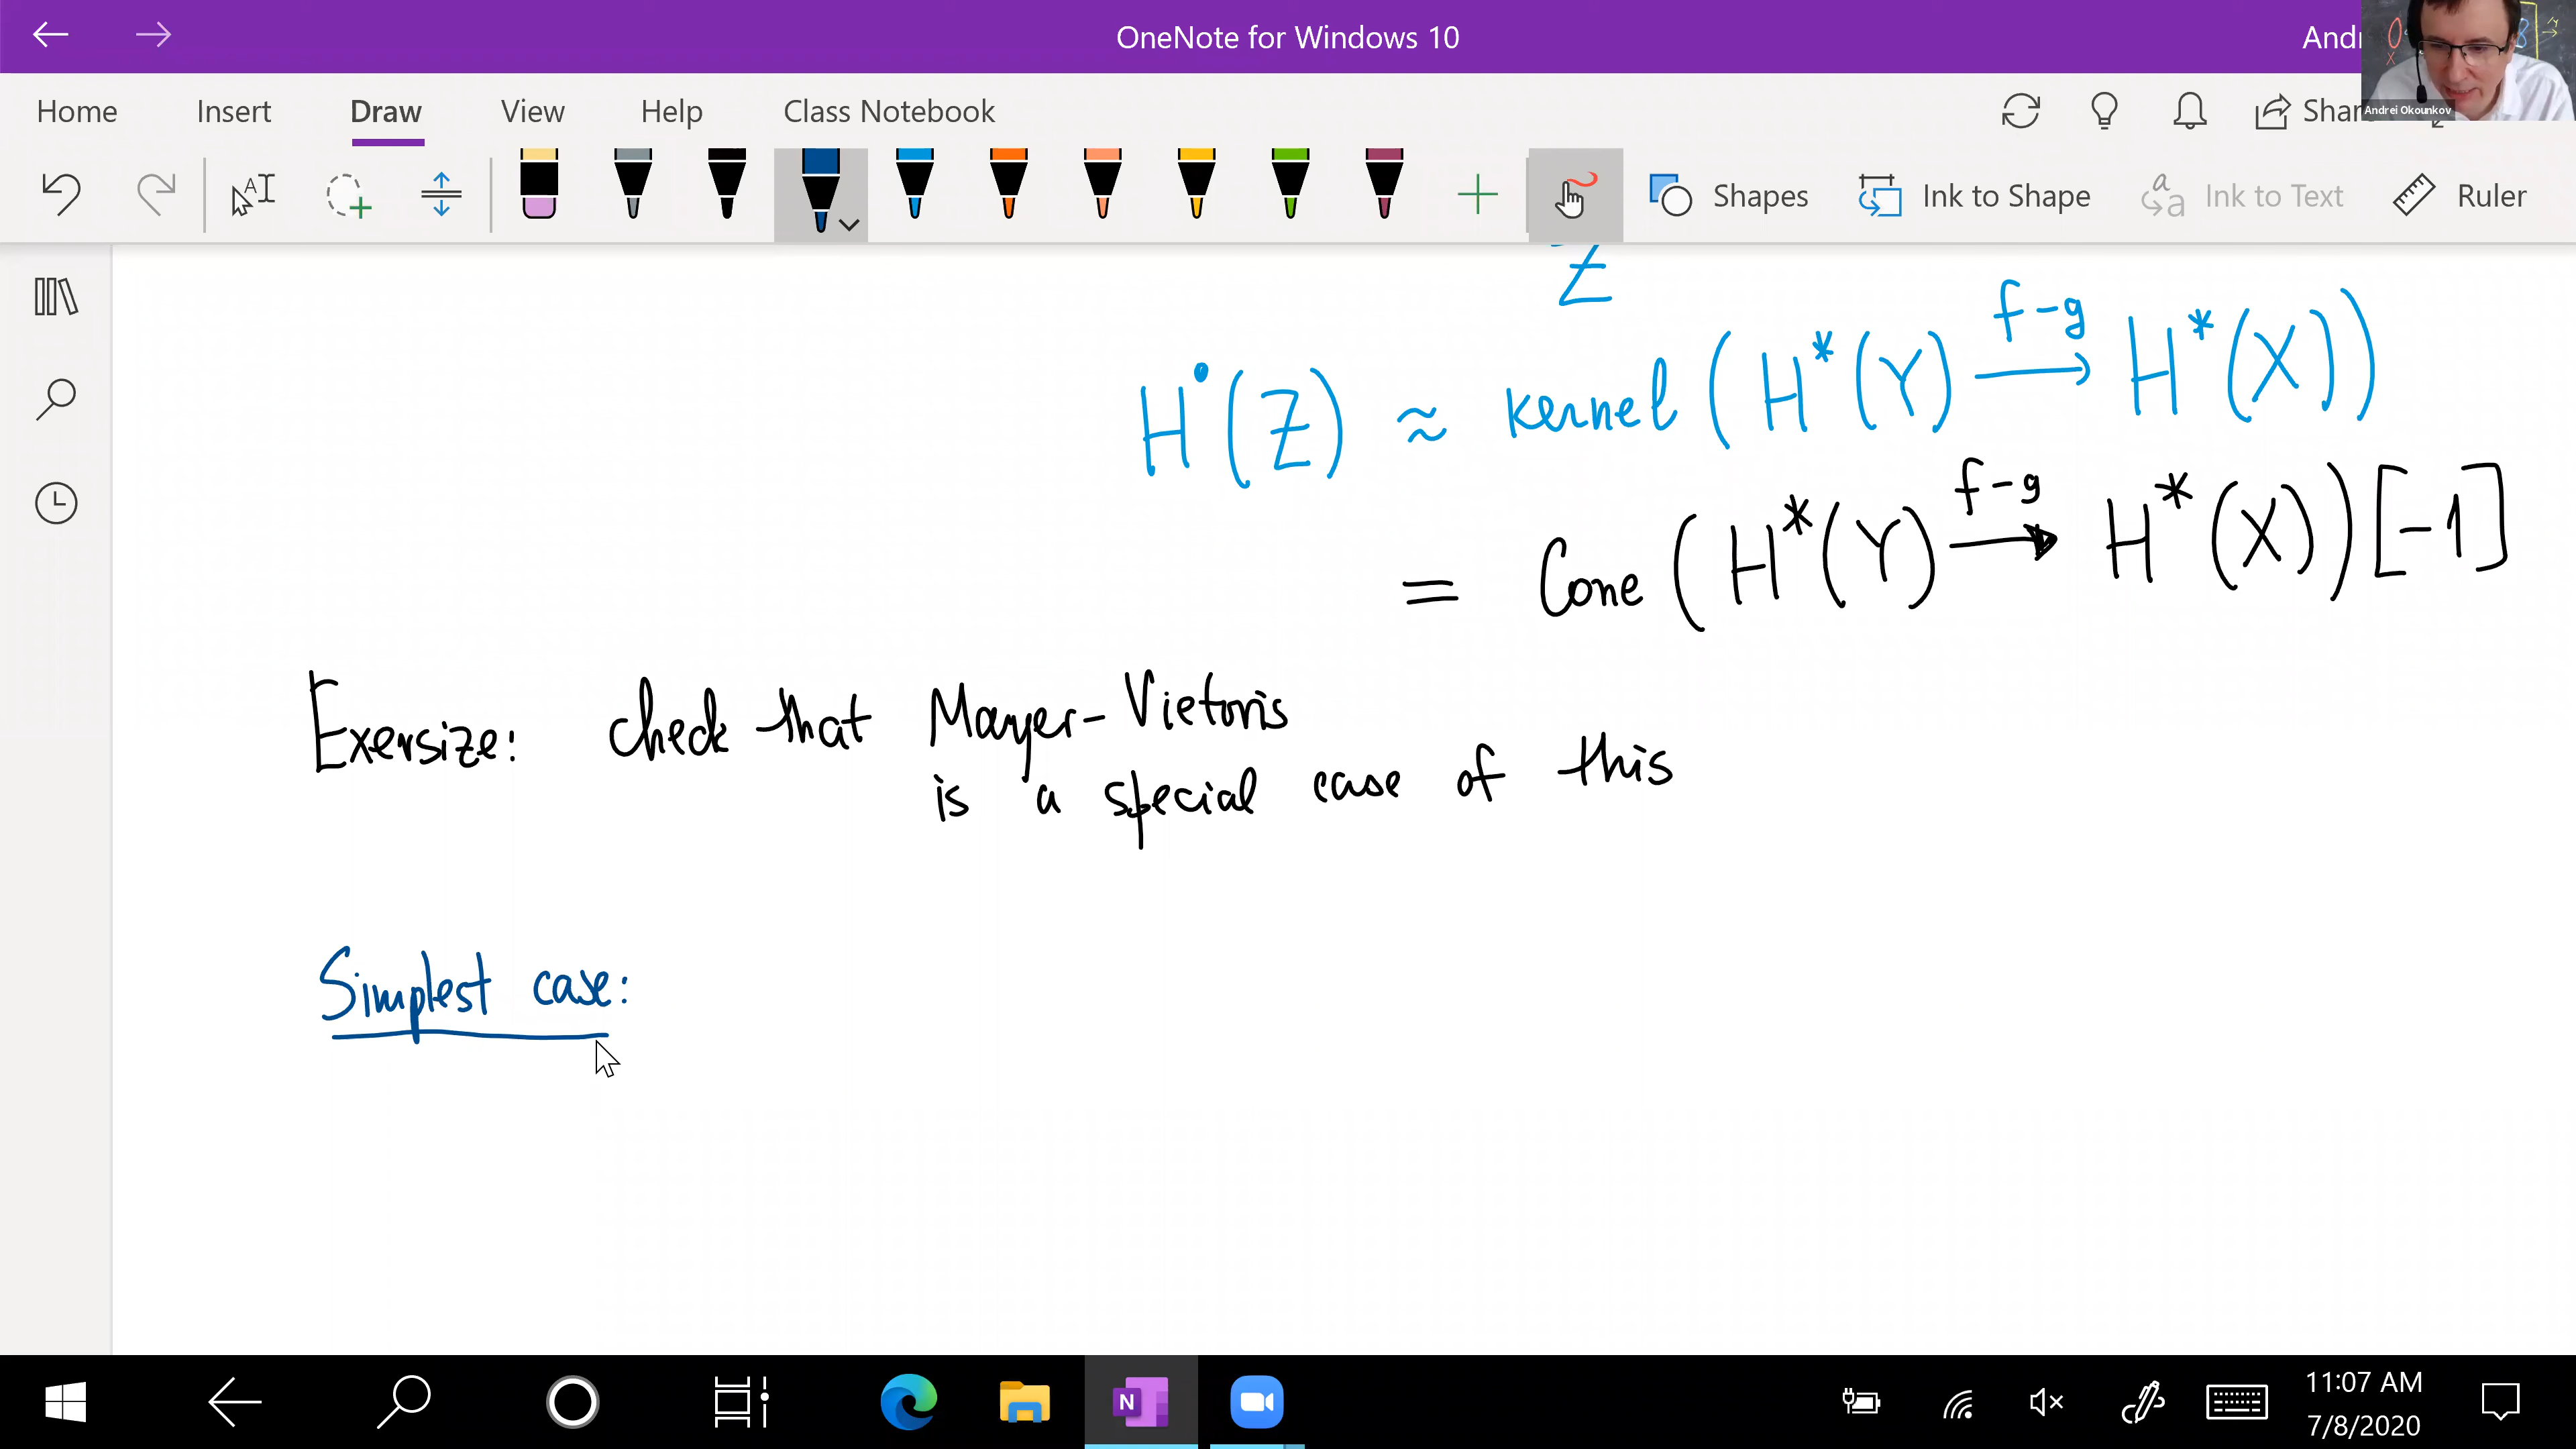 OneNote for Windows 10
Andrei Okounkov
Home Insert Draw View Help Class Notebook
Shapes Ink to Shape Ink to Text Ruler
Z
H•(Z) ≈ kernel (H*(Y) f-g → H*(X))
= Cone (H*(Y) f-g → H*(X))[-1]
Exersize: check that Mayer-Vietoris
is a special case of this
Simplest case:
11:07 AM
7/8/2020